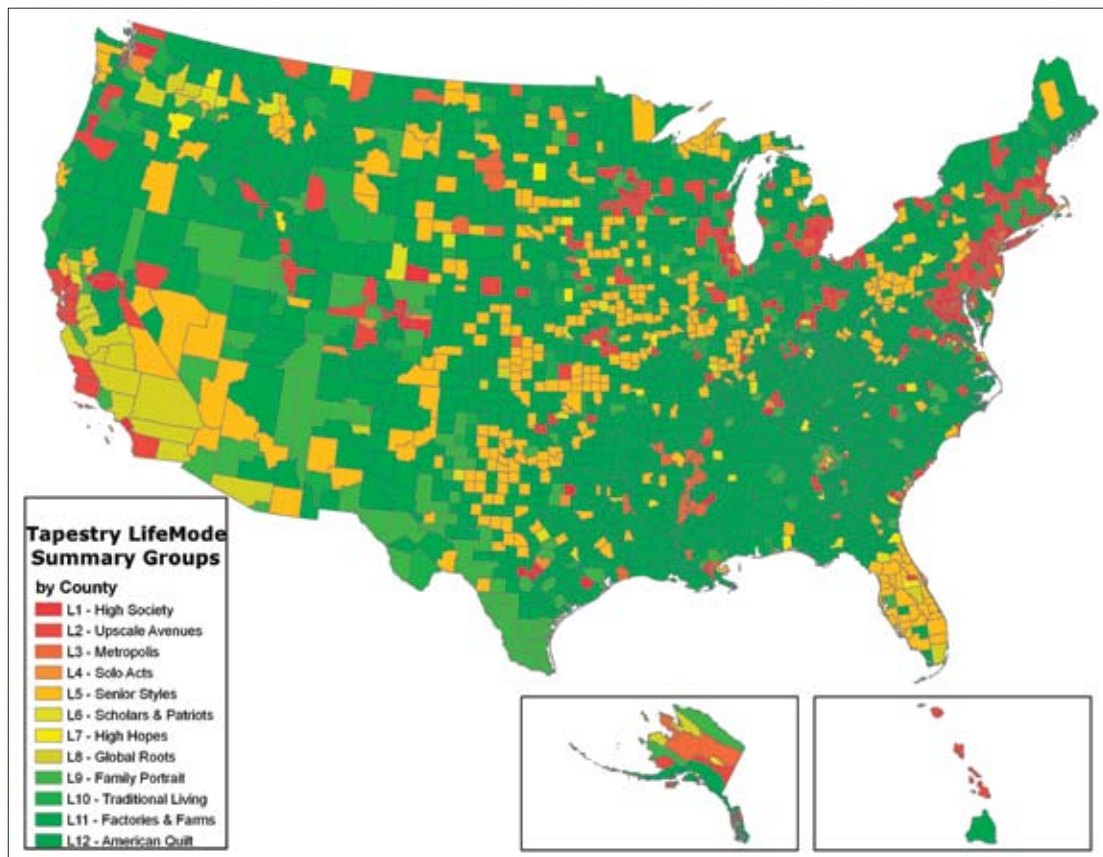 Tapestry LifeMode
Summary Groups
by County
L1 - High Society
L2 - Upscale Avenues
L3 - Metropolis
L4 - Solo Acts
L5 - Senior Styles
L6 - Scholars & Patriots
L7 - High Hopes
L8 - Global Roots
L9 - Family Portrait
L10 - Traditional Living
L11 - Factories & Farms
L12 - American Quilt